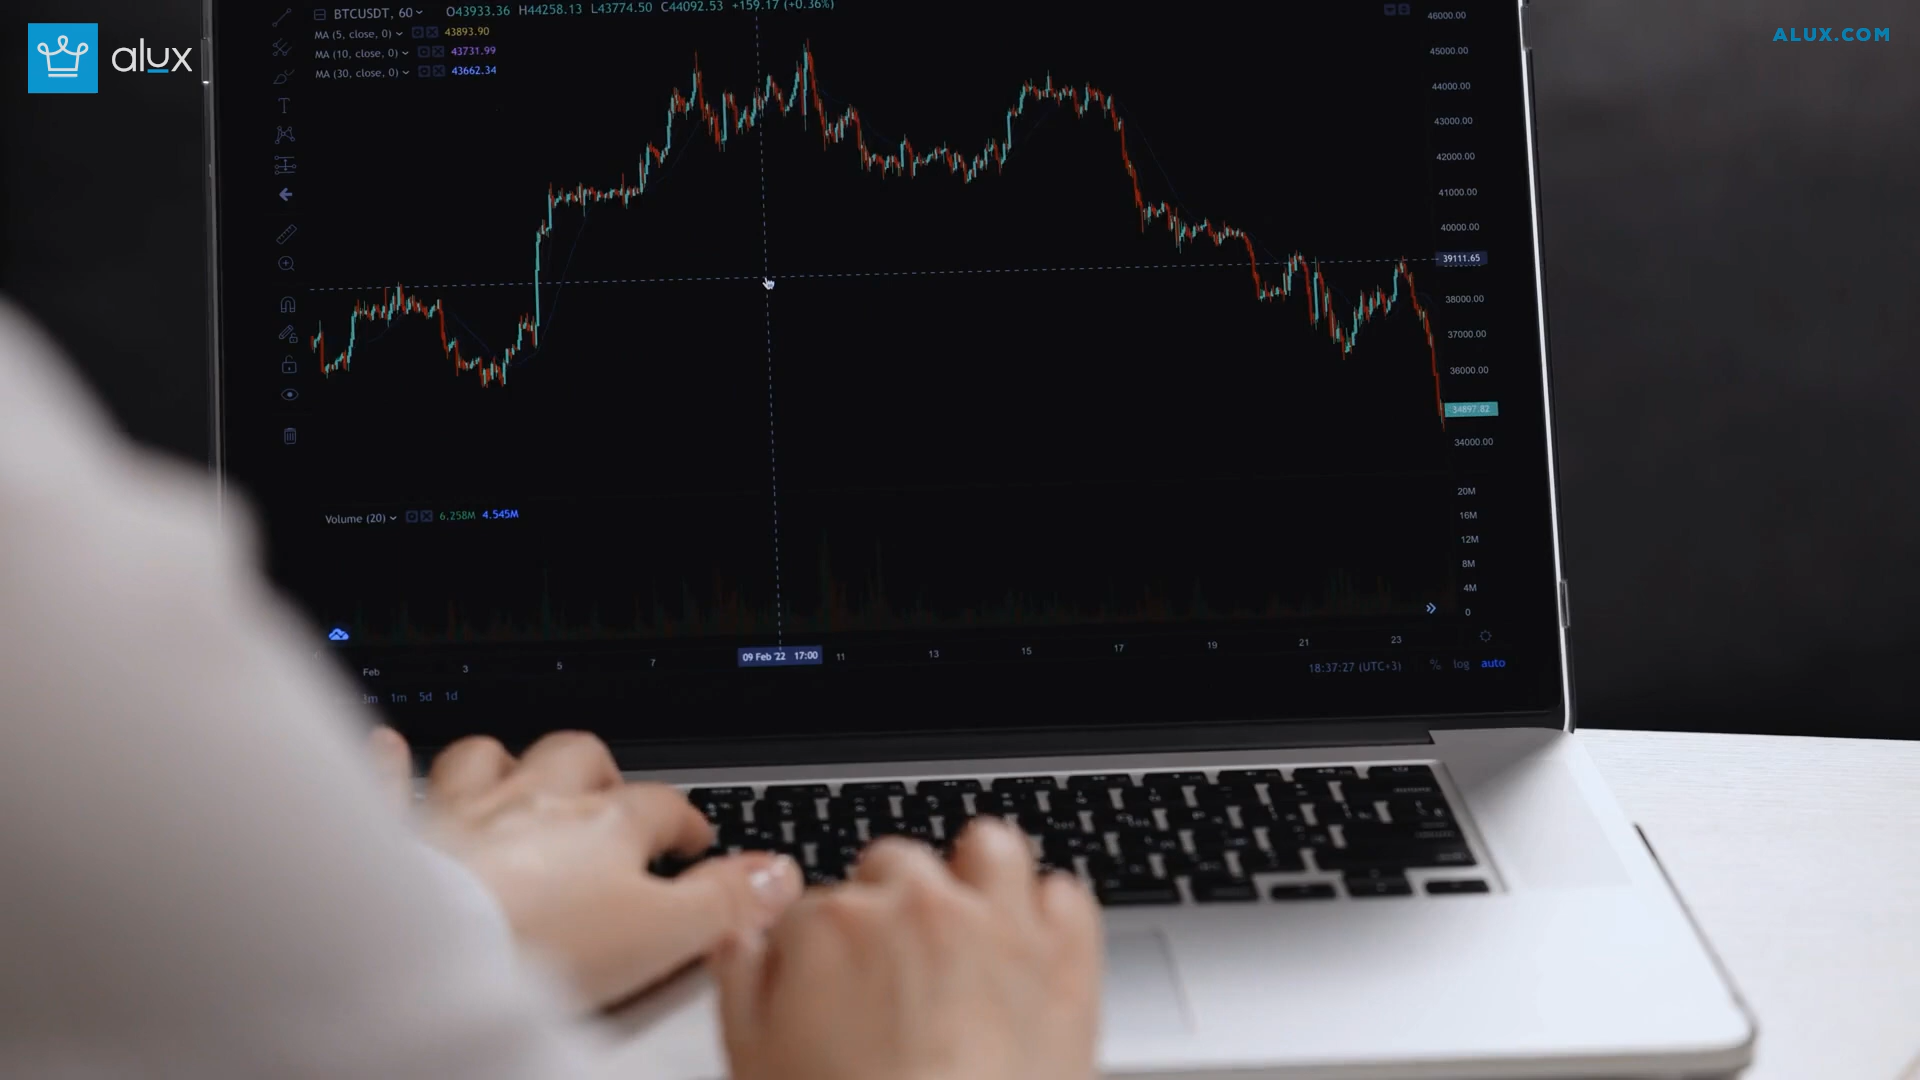 alux
ALUX.COM
BTCUSDT, 60 O43933.36 H44258.13 L43774.50 C44092.53 +159.17 (+0.36%)
MA (5, close, 0) 43893.90
MA (10, close, 0) 43731.99
MA (30, close, 0) 43662.34
46000.00
45000.00
44000.00
43000.00
42000.00
41000.00
40000.00
39111.65
38000.00
37000.00
36000.00
34897.82
34000.00
Volume (20) 6.258M 4.545M
20M
16M
12M
8M
4M
0
Feb 3 5 7 09 Feb '22 17:00 11 13 15 17 19 21 23
18:37:27 (UTC+3) % log auto
3m 1m 5d 1d